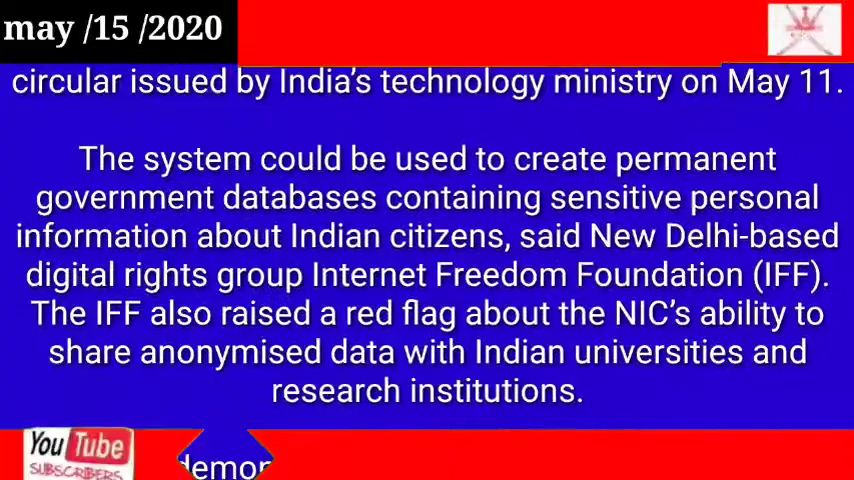 may /15 /2020
circular issued by India's technology ministry on May 11.
The system could be used to create permanent
government databases containing sensitive personal
information about Indian citizens, said New Delhi-based
digital rights group Internet Freedom Foundation (IFF).
The IFF also raised a red flag about the NIC's ability to
share anonymised data with Indian universities and
research institutions.
You Tube
SUBSCRIBERS